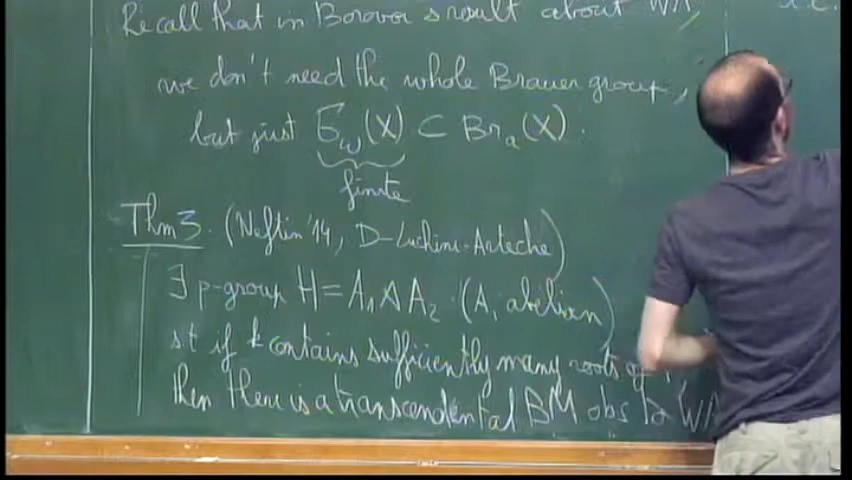 Recall that in Borovoi's result about WA
we don't need the whole Brauer group,
but just Б_ω(X) ⊂ Br_a(X).
finite
Thm 3. (Neftin '14, D-Lucchini-Arteche)
∃ p-group H = A₁ ⋊ A₂. (A_i abelian)
st if k contains sufficiently many roots of
then there is a transcendental BM obs to WA